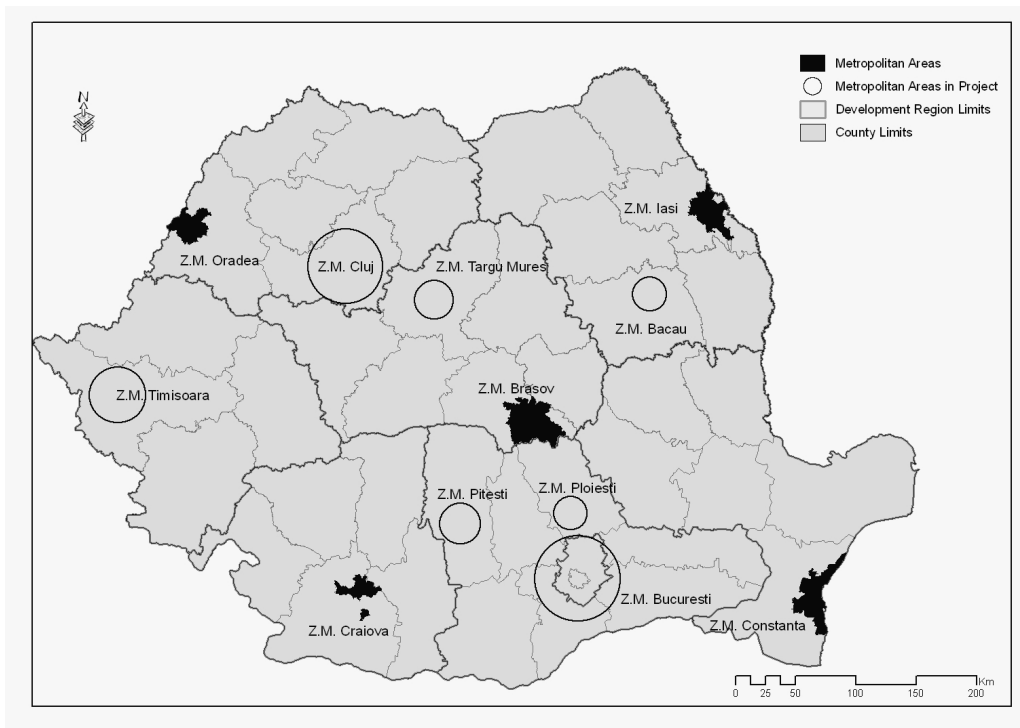 N
Metropolitan Areas
Metropolitan Areas in Project
Development Region Limits
County Limits
Z.M. Iasi
Z.M. Oradea
Z.M. Cluj
Z.M. Targu Mures
Z.M. Bacau
Z.M. Timisoara
Z.M. Brasov
Z.M. Pitesti
Z.M. Ploiesti
Z.M. Bucuresti
Z.M. Constanta
Z.M. Craiova
Km
0 25 50 100 150 200